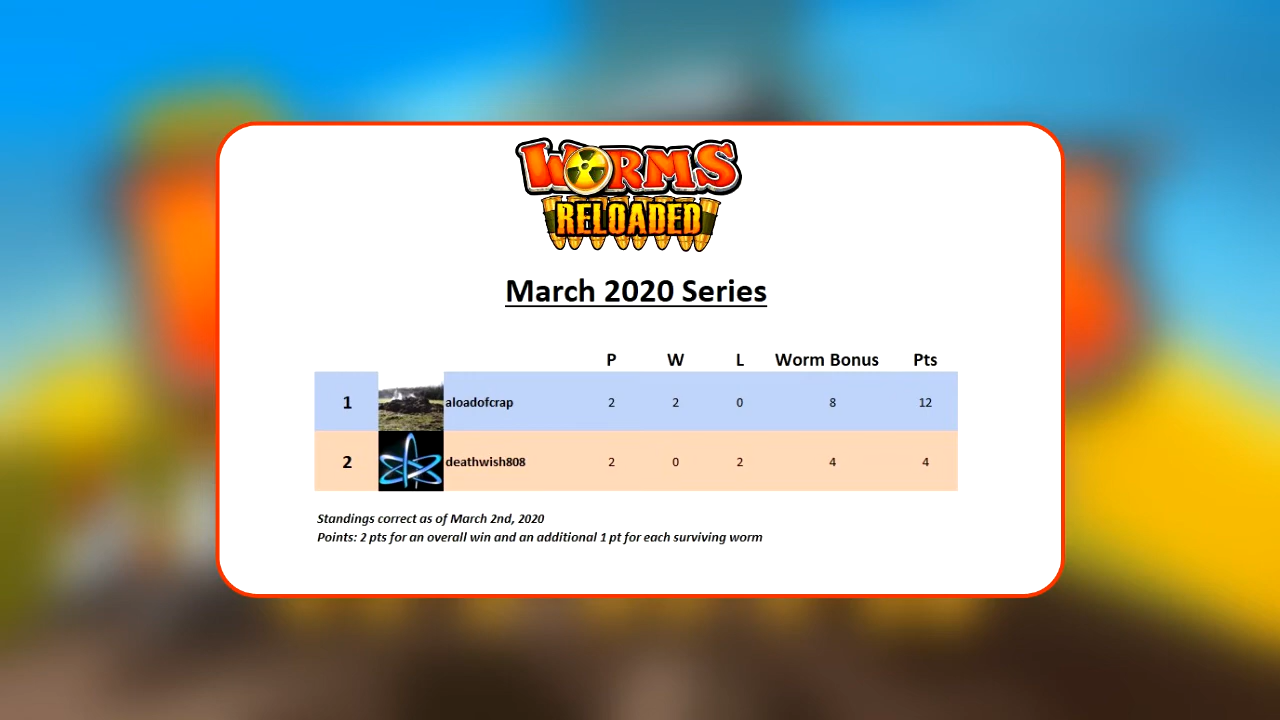 WORMS
RELOADED
March 2020 Series
P W L Worm Bonus Pts
1 aloadofcrap 2 2 0 8 12
2 deathwish808 2 0 2 4 4
Standings correct as of March 2nd, 2020
Points: 2 pts for an overall win and an additional 1 pt for each surviving worm